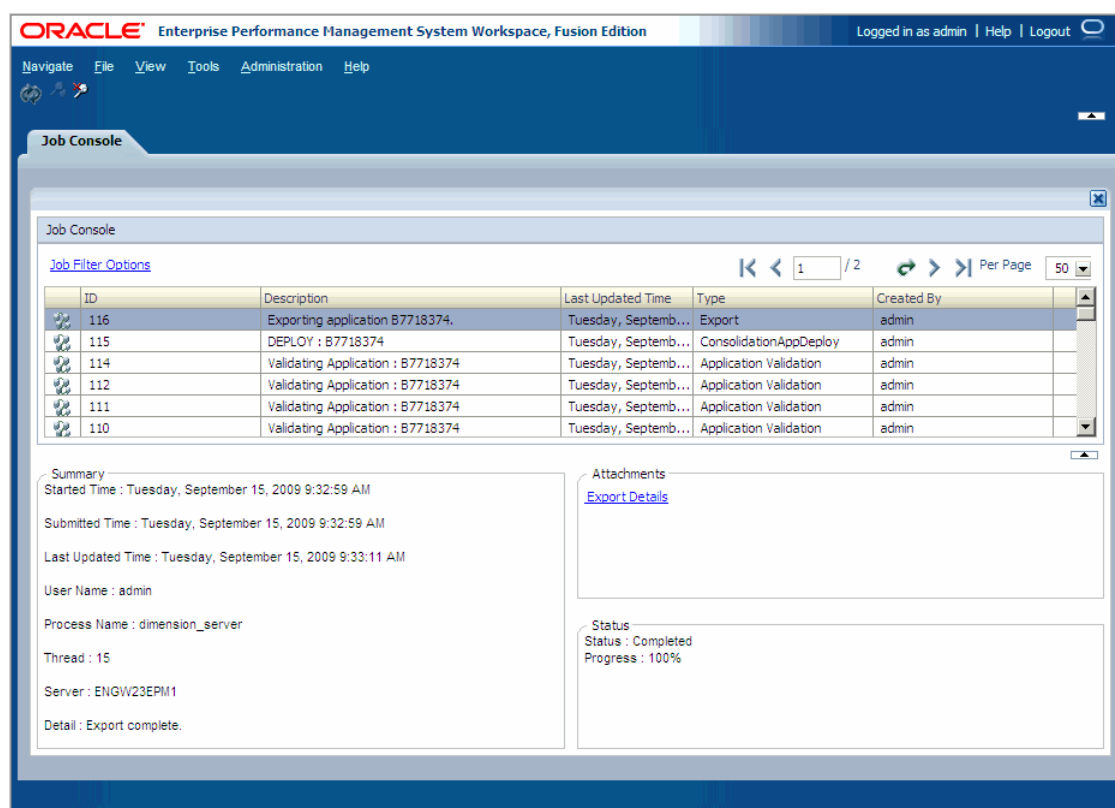 ORACLE Enterprise Performance Management System Workspace, Fusion Edition Logged in as admin | Help | Logout
Navigate File View Tools Administration Help
Job Console
Job Console
Job Filter Options 1 / 2 Per Page 50
ID Description Last Updated Time Type Created By
116 Exporting application B7718374. Tuesday, Septemb... Export admin
115 DEPLOY : B7718374 Tuesday, Septemb... ConsolidationAppDeploy admin
114 Validating Application : B7718374 Tuesday, Septemb... Application Validation admin
112 Validating Application : B7718374 Tuesday, Septemb... Application Validation admin
111 Validating Application : B7718374 Tuesday, Septemb... Application Validation admin
110 Validating Application : B7718374 Tuesday, Septemb... Application Validation admin
Summary
Started Time : Tuesday, September 15, 2009 9:32:59 AM
Submitted Time : Tuesday, September 15, 2009 9:32:59 AM
Last Updated Time : Tuesday, September 15, 2009 9:33:11 AM
User Name : admin
Process Name : dimension_server
Thread : 15
Server : ENGW23EPM1
Detail : Export complete.
Attachments
Export Details
Status
Status : Completed
Progress : 100%